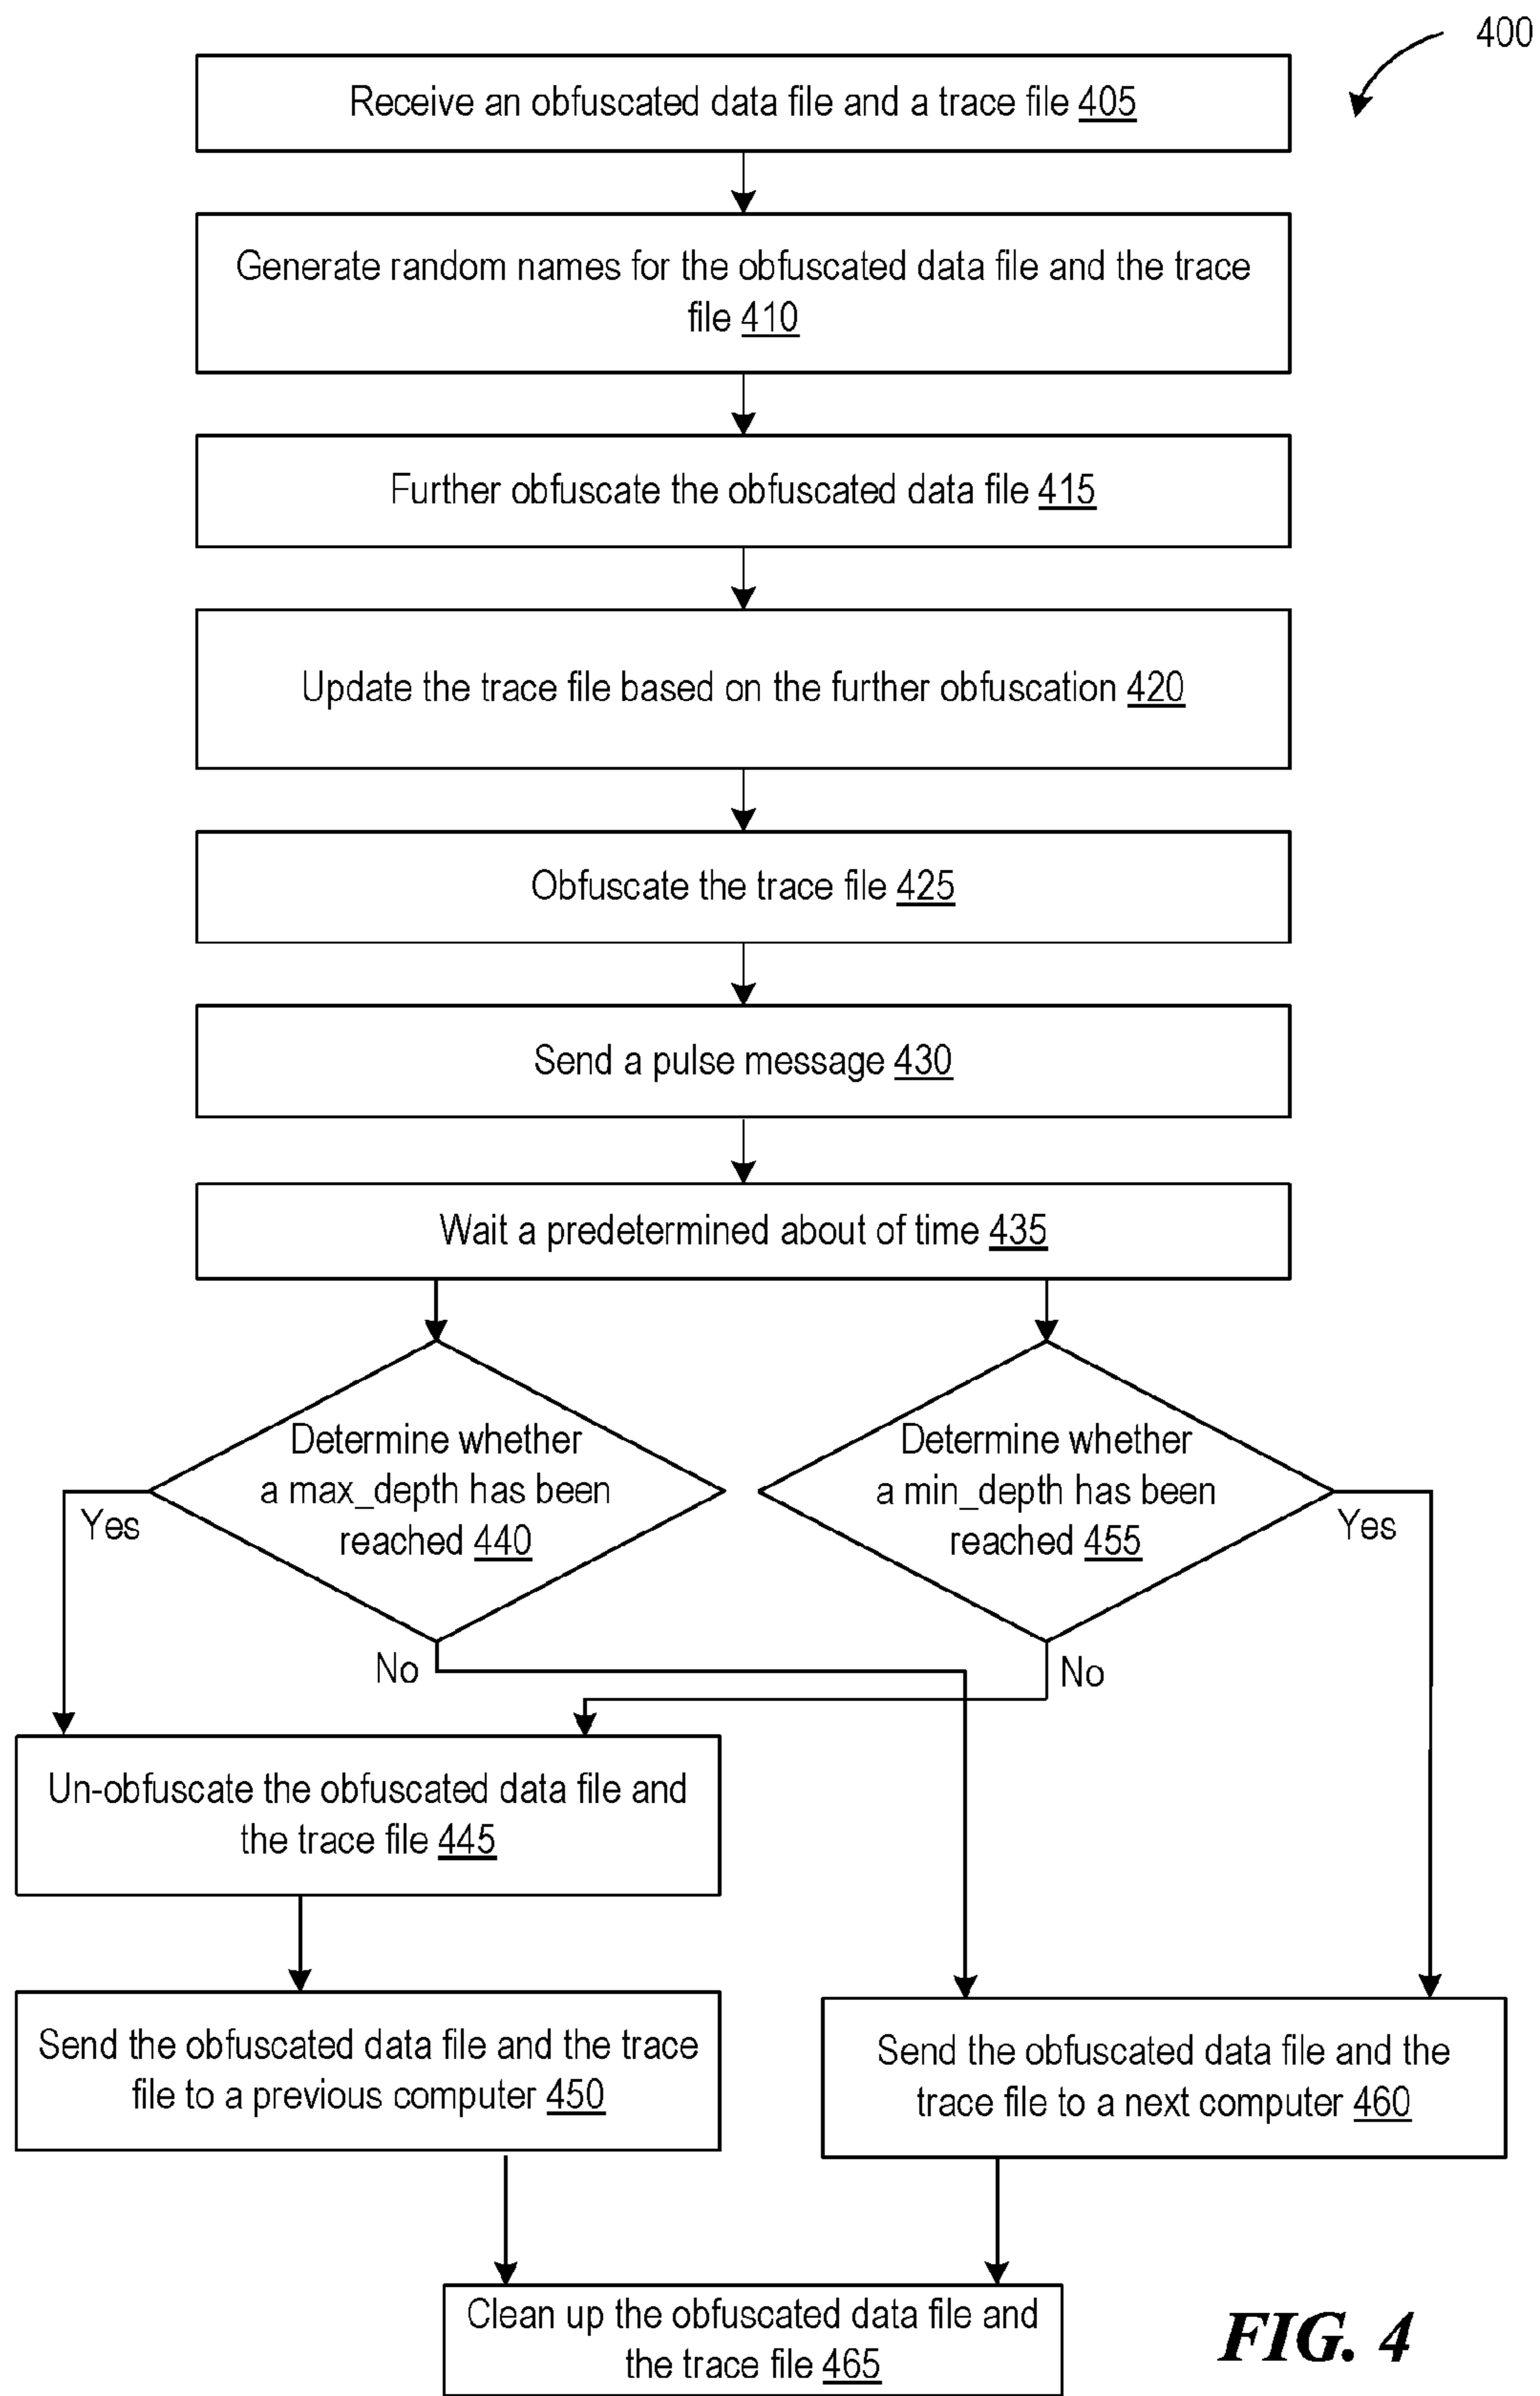 400
Receive an obfuscated data file and a trace file 405
Generate random names for the obfuscated data file and the trace
file 410
Further obfuscate the obfuscated data file 415
Update the trace file based on the further obfuscation 420
Obfuscate the trace file 425
Send a pulse message 430
Wait a predetermined about of time 435
Determine whether
a max_depth has been
reached 440
Determine whether
a min_depth has been
reached 455
Yes
Yes
No
No
Un-obfuscate the obfuscated data file and
the trace file 445
Send the obfuscated data file and the trace
file to a previous computer 450
Send the obfuscated data file and the
trace file to a next computer 460
Clean up the obfuscated data file and
the trace file 465
FIG. 4